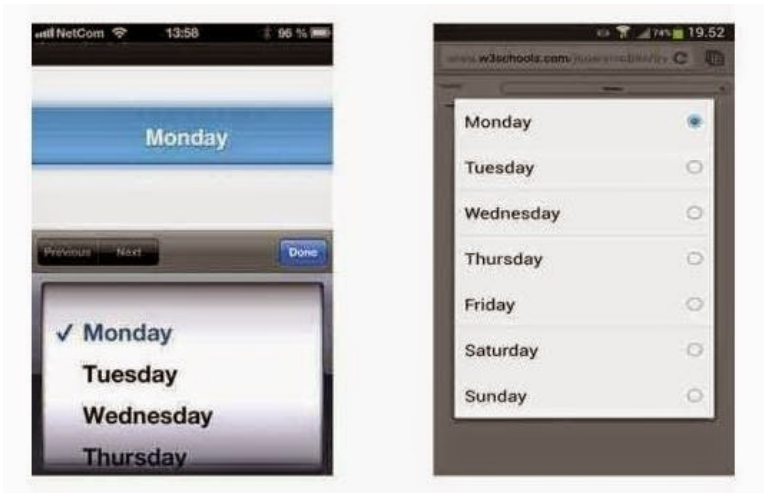 NetCom 13:58 96 %
Monday
Previous Next Done
✓ Monday
Tuesday
Wednesday
Thursday
74% 19.52
www.w3schools.com/
Monday
Tuesday
Wednesday
Thursday
Friday
Saturday
Sunday